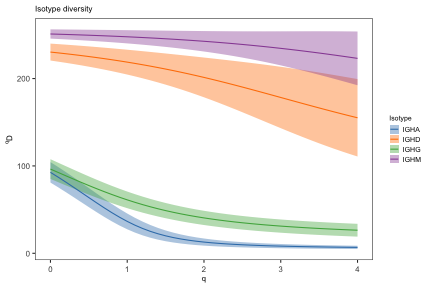 Isotype diversity
200
100
0
qD
0
1
2
3
4
q
Isotype
IGHA
IGHD
IGHG
IGHM